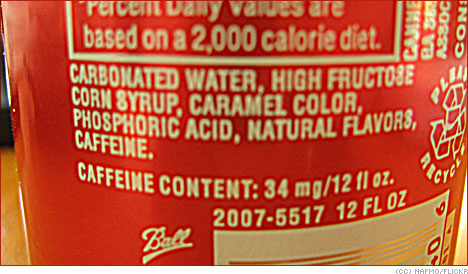 Percent Daily Values are
based on a 2,000 calorie diet.
CARBONATED WATER, HIGH FRUCTOSE
CORN SYRUP, CARAMEL COLOR,
PHOSPHORIC ACID, NATURAL FLAVORS,
CAFFEINE.
CAFFEINE CONTENT: 34 mg/12 fl oz.
2007-5517 12 FL OZ
Ball
PLEASE
RECYCLE
(CC) NAFMO/FLICKR